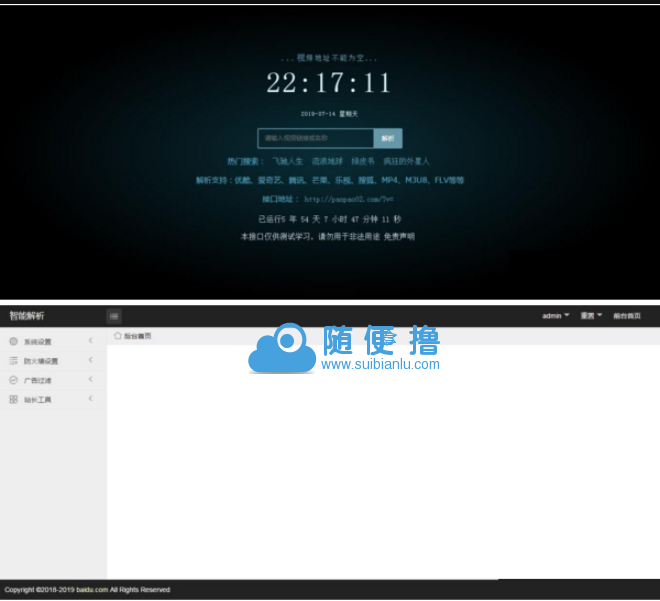 ...视频地址不能为空...
22:17:11
2019-07-14 星期天
请输入视频链接或名称
解析
热门搜索： 飞驰人生 流浪地球 绿皮书 疯狂的外星人
解析支持：优酷、爱奇艺、腾讯、芒果、乐视、搜狐、MP4、M3U8、FLV等等
接口地址： http://paopao02.com/?v=
已运行5 年 54 天 7 小时 47 分钟 11 秒
本接口仅供测试学习，请勿用于非法用途 免责声明
智能解析
admin
重置
前台首页
系统设置
后台首页
防火墙设置
广告过滤
站长工具
随便撸
www.suibianlu.com
Copyright ©2018-2019 baidu.com All Rights Reserved